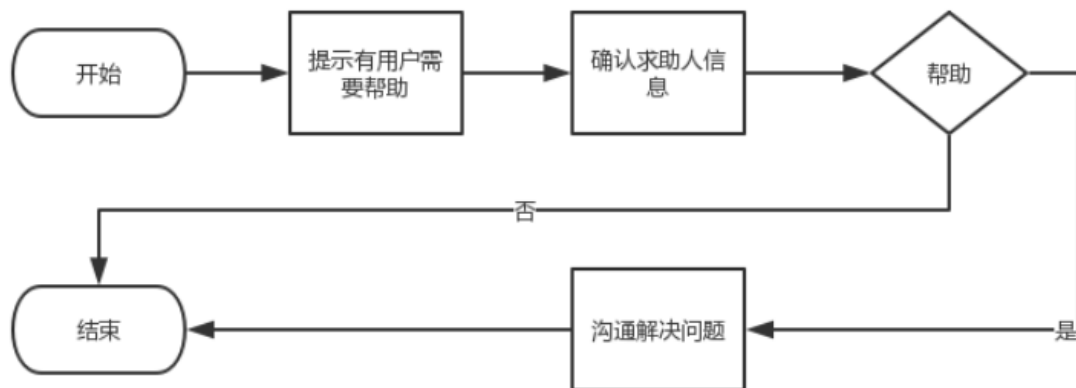 开始
提示有用户需
要帮助
确认求助人信
息
帮助
否
结束
沟通解决问题
是